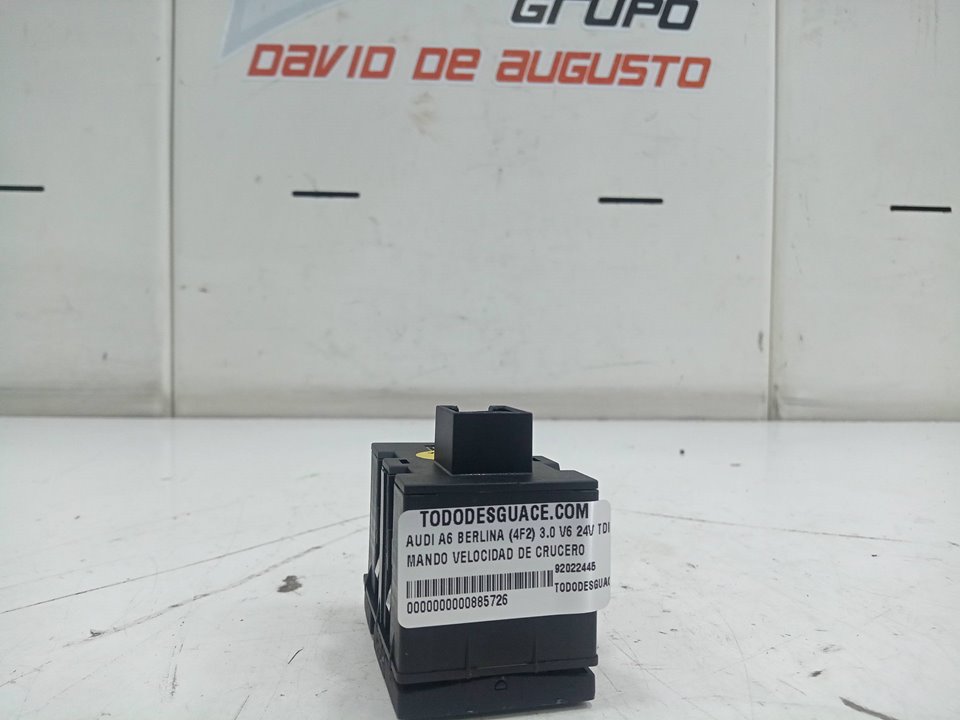 GRUPO
DAVID DE AUGUSTO
TODODESGUACE.COM
AUDI A6 BERLINA (4F2) 3.0 V6 24V TDI
MANDO VELOCIDAD DE CRUCERO
92022445
TODODESGUAC
0000000000885726